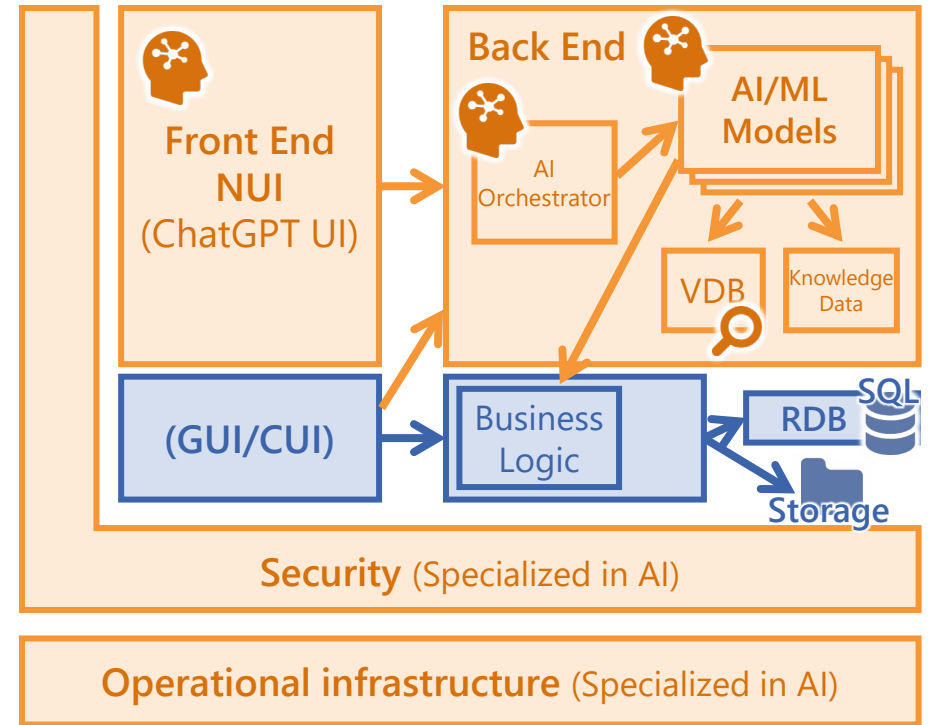 Front End
NUI
(ChatGPT UI)
Back End
AI
Orchestrator
AI/ML
Models
VDB
Knowledge
Data
(GUI/CUI)
Business
Logic
SQL
RDB
Storage
Security (Specialized in AI)
Operational infrastructure (Specialized in AI)